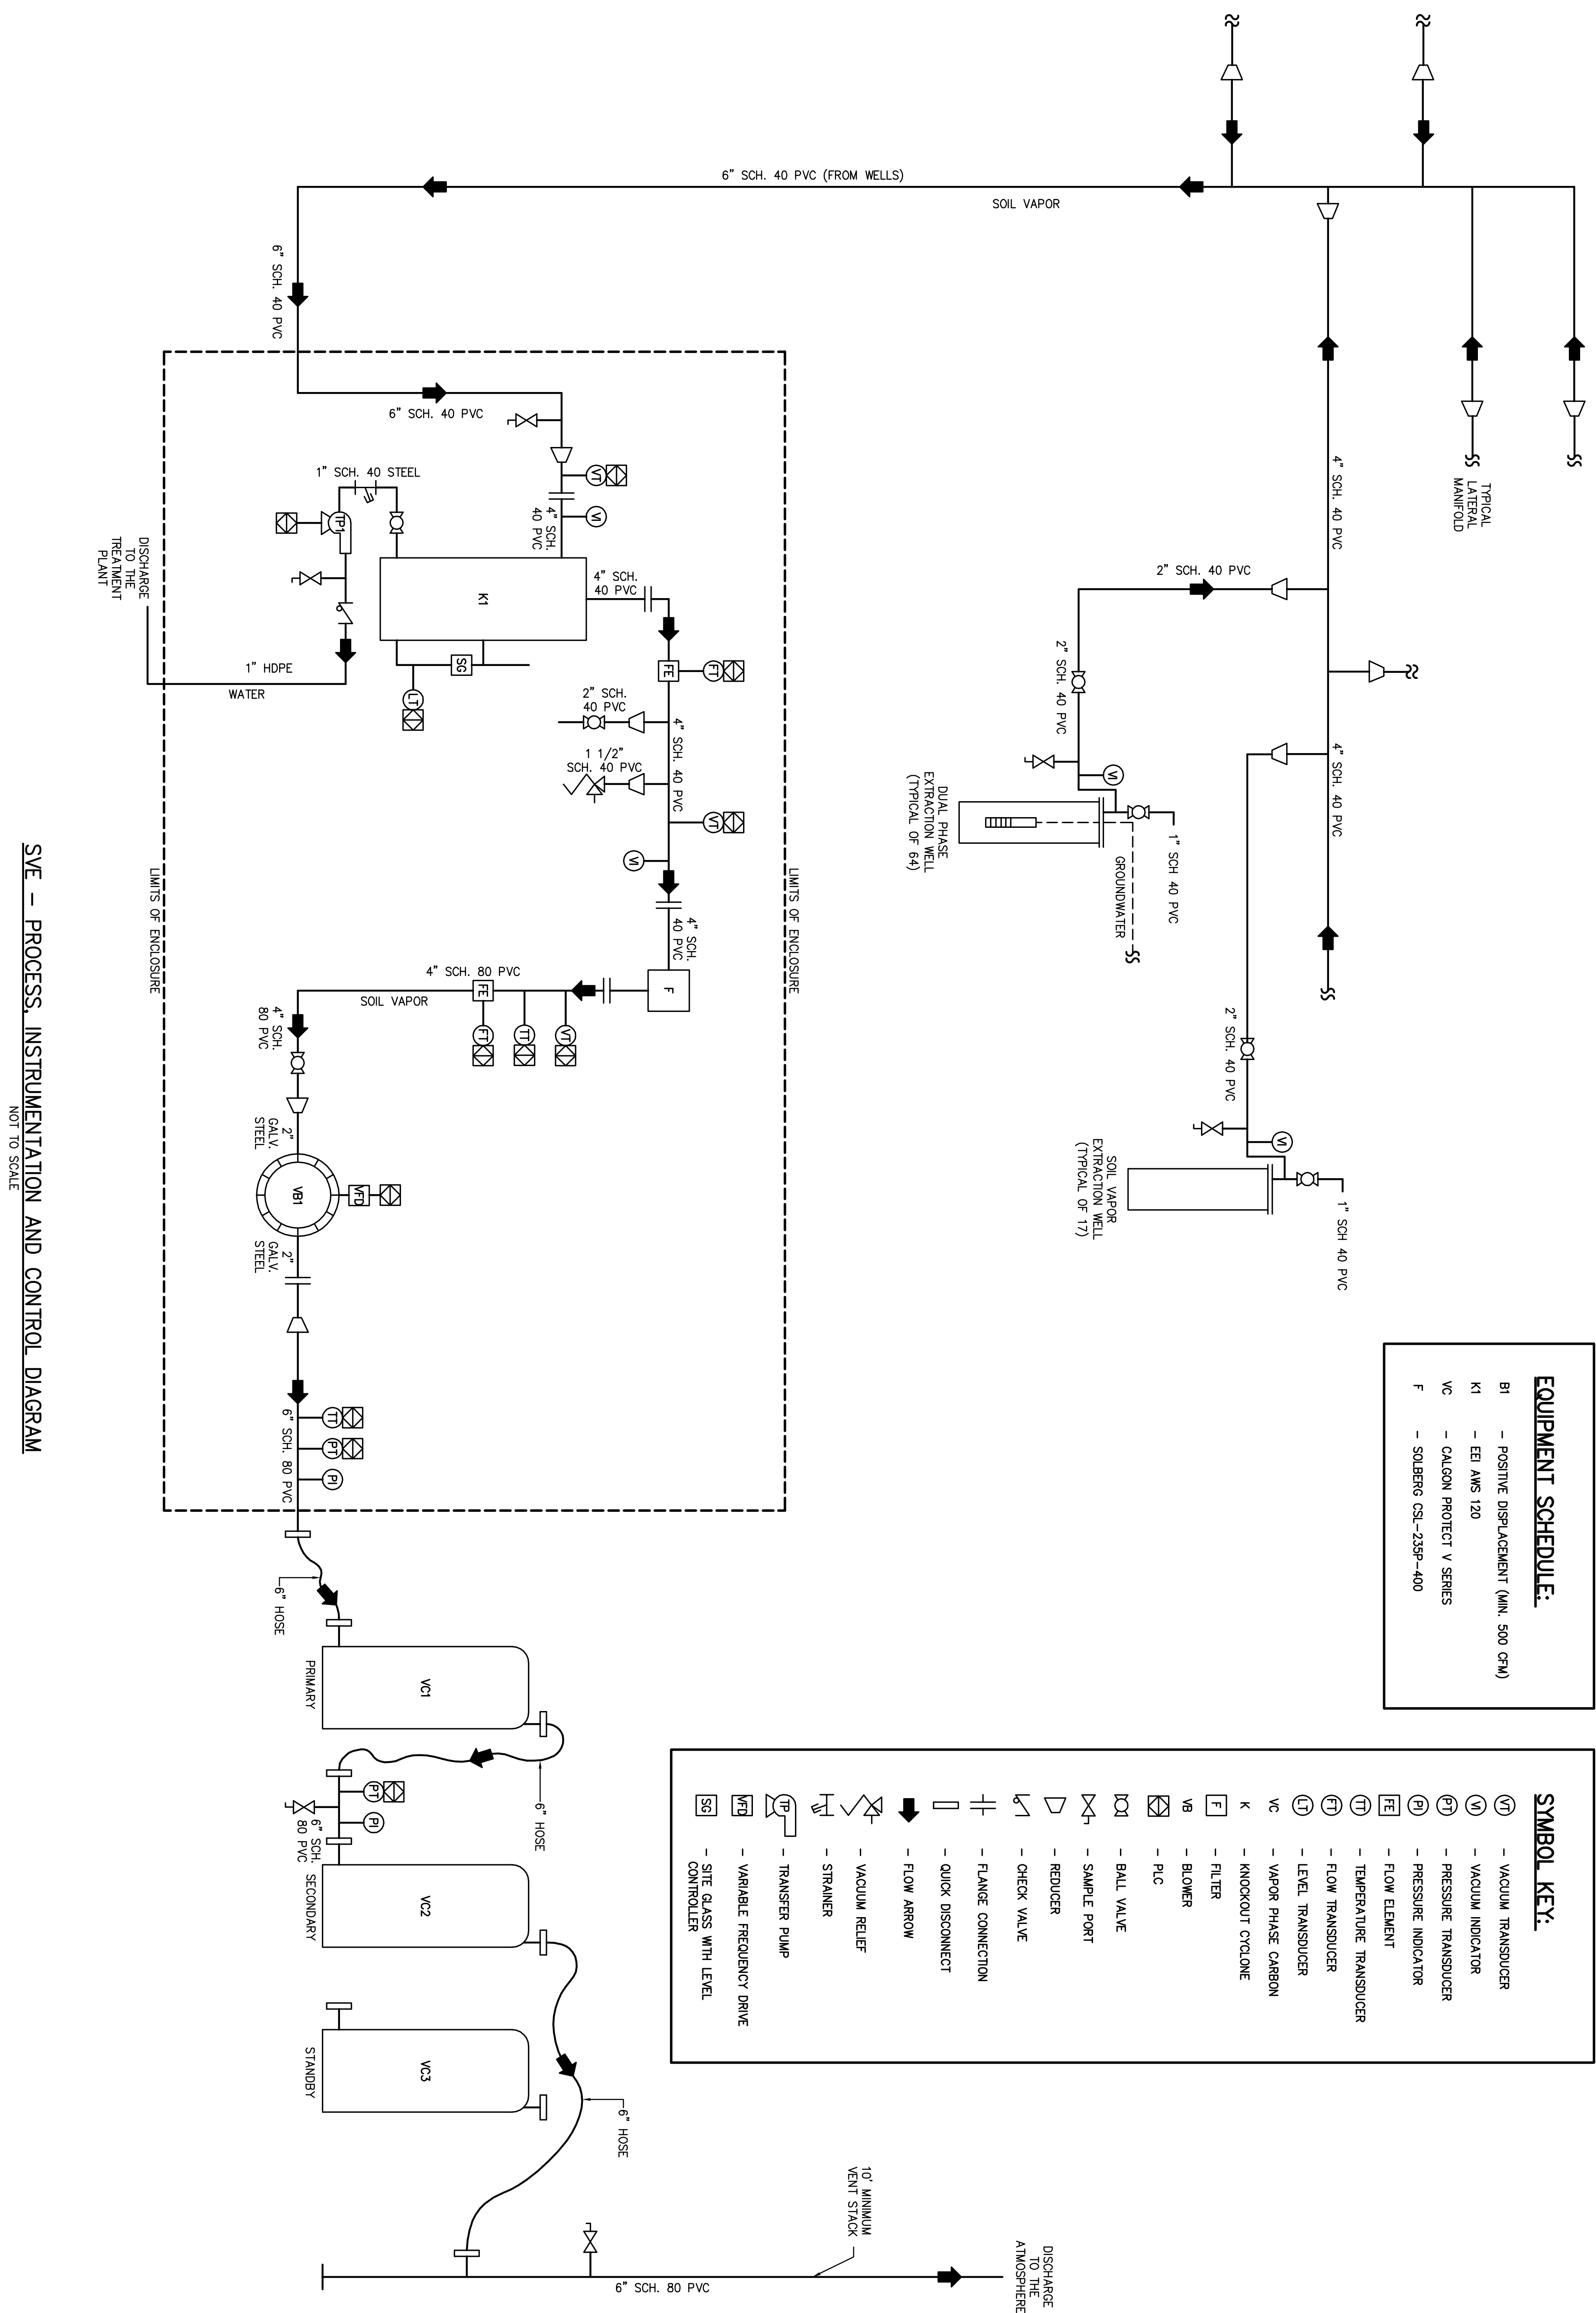 EQUIPMENT SCHEDULE:
B1 - POSITIVE DISPLACEMENT (MIN. 500 CFM)
K1 - EEI AWS 120
VC - CALGON PROTECT V SERIES
F - SOLBERG CSL-235P-400
SYMBOL KEY:
VT - VACUUM TRANSDUCER
VI - VACUUM INDICATOR
PT - PRESSURE TRANSDUCER
PI - PRESSURE INDICATOR
FE - FLOW ELEMENT
TT - TEMPERATURE TRANSDUCER
FT - FLOW TRANSDUCER
LT - LEVEL TRANSDUCER
VC - VAPOR PHASE CARBON
K - KNOCKOUT CYCLONE
F - FILTER
VB - BLOWER
- PLC
- BALL VALVE
- SAMPLE PORT
- REDUCER
- CHECK VALVE
- FLANGE CONNECTION
- QUICK DISCONNECT
- FLOW ARROW
- VACUUM RELIEF
- STRAINER
TP - TRANSFER PUMP
VFD - VARIABLE FREQUENCY DRIVE
SG - SITE GLASS WITH LEVEL
CONTROLLER
TYPICAL
LATERAL
MANIFOLD
4" SCH. 40 PVC
4" SCH. 40 PVC
2" SCH. 40 PVC
2" SCH. 40 PVC
VI
1" SCH 40 PVC
GROUNDWATER
DUAL PHASE
EXTRACTION WELL
(TYPICAL OF 64)
2" SCH. 40 PVC
VI
1" SCH 40 PVC
SOIL VAPOR
EXTRACTION WELL
(TYPICAL OF 17)
6" SCH. 40 PVC (FROM WELLS)
SOIL VAPOR
6" SCH. 40 PVC
LIMITS OF ENCLOSURE
6" SCH. 40 PVC
VT
VI
4" SCH.
40 PVC
K1
1" SCH. 40 STEEL
TP1
SG
LT
1" HDPE
WATER
DISCHARGE
TO THE
TREATMENT
PLANT
4" SCH.
40 PVC
FE
FT
2" SCH.
40 PVC
4" SCH. 40 PVC
1 1/2"
SCH. 40 PVC
VT
VI
4" SCH.
40 PVC
F
4" SCH. 80 PVC
SOIL VAPOR
FE
FT
TT
VT
4" SCH.
80 PVC
2"
GALV.
STEEL
VB1
VFD
2"
GALV.
STEEL
TT
PT
PI
6" SCH. 80 PVC
LIMITS OF ENCLOSURE
6" HOSE
VC1
PRIMARY
6" HOSE
PT
PI
6" SCH.
80 PVC
VC2
SECONDARY
VC3
STANDBY
6" HOSE
10' MINIMUM
VENT STACK
6" SCH. 80 PVC
DISCHARGE
TO THE
ATMOSPHERE
SVE - PROCESS, INSTRUMENTATION AND CONTROL DIAGRAM
NOT TO SCALE